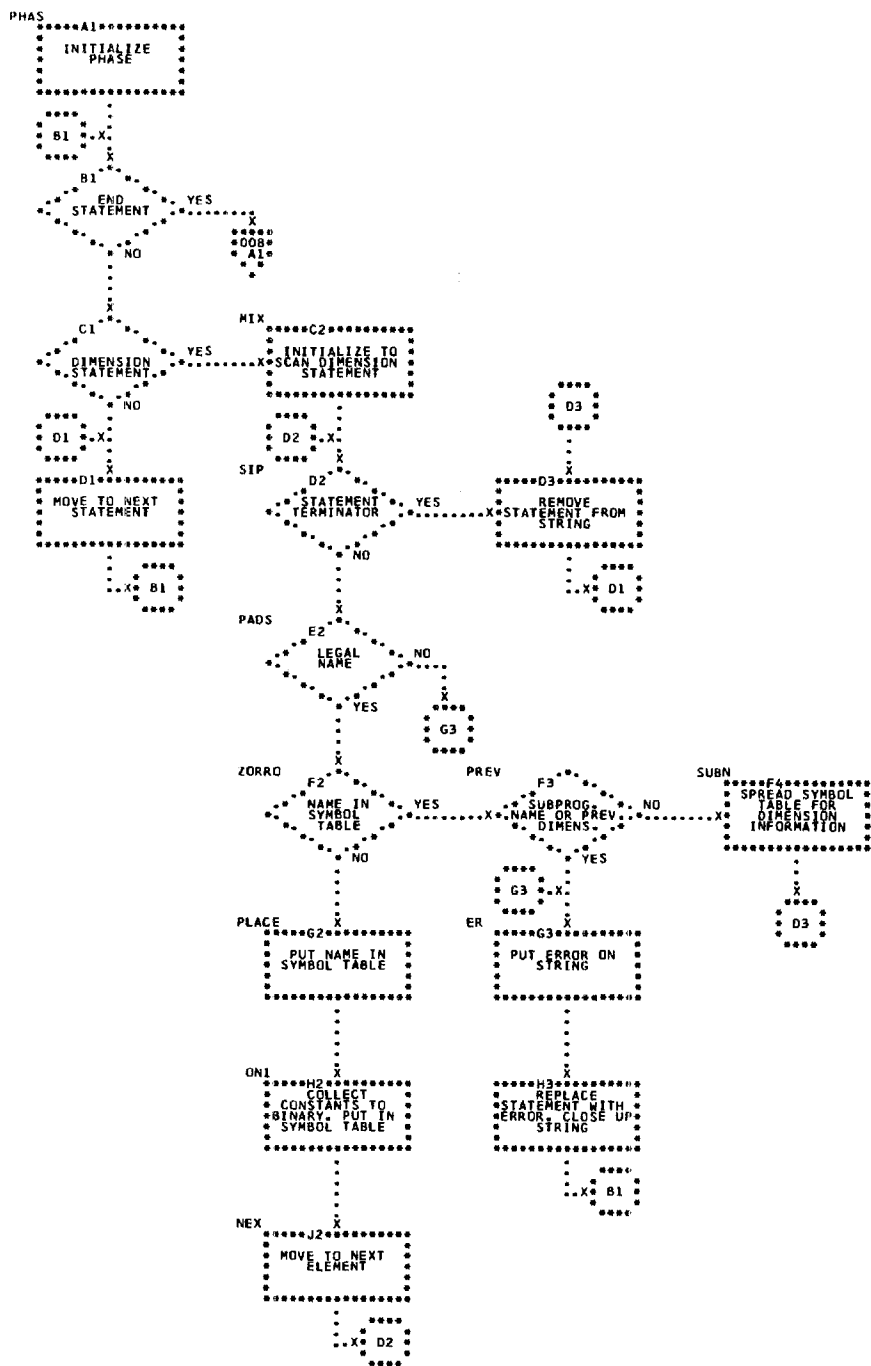 PHAS
A1
INITIALIZE
PHASE
B1
X
X
B1
END
STATEMENT
YES
X
008
A1
NO
X
C1
DIMENSION
STATEMENT
YES
X
NO
MIX
C2
INITIALIZE TO
SCAN DIMENSION
STATEMENT
D1
X
X
D1
MOVE TO NEXT
STATEMENT
X
B1
D2
X
X
SIP
D2
STATEMENT
TERMINATOR
YES
X
NO
D3
D3
REMOVE
STATEMENT FROM
STRING
X
D1
X
PADS
E2
LEGAL
NAME
NO
X
G3
YES
X
ZORRO
F2
NAME IN
SYMBOL
TABLE
YES
X
NO
PREV
F3
SUBPROG.
NAME OR PREV
DIMENS.
NO
X
YES
SUBN
F4
SPREAD SYMBOL
TABLE FOR
DIMENSION
INFORMATION
X
D3
G3
X
X
X
PLACE
G2
PUT NAME IN
SYMBOL TABLE
ER
G3
PUT ERROR ON
STRING
X
X
ON1
H2
COLLECT
CONSTANTS TO
BINARY. PUT IN
SYMBOL TABLE
H3
REPLACE
STATEMENT WITH
ERROR. CLOSE UP
STRING
X
B1
X
NEX
J2
MOVE TO NEXT
ELEMENT
X
D2